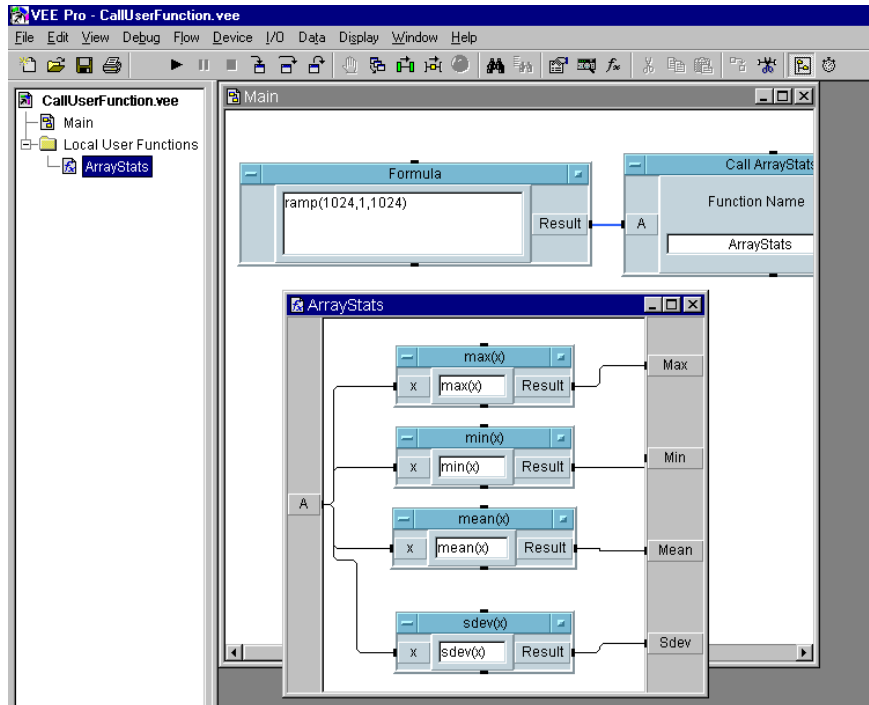 VEE Pro - CallUserFunction.vee
File Edit View Debug Flow Device I/O Data Display Window Help
CallUserFunction.vee
Main
Local User Functions
ArrayStats
Main
Formula
ramp(1024,1,1024)
Result
Call ArrayStats
A
Function Name
ArrayStats
ArrayStats
A
max(x)
x max(x) Result
Max
min(x)
x min(x) Result
Min
mean(x)
x mean(x) Result
Mean
sdev(x)
x sdev(x) Result
Sdev